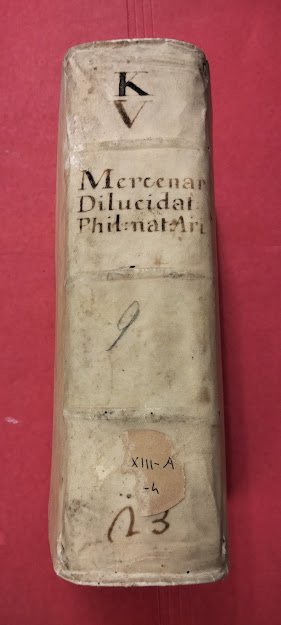 K
V
Mercenar
Dilucidat
Phil:nat:Ari
9
XIII-A
-4
23